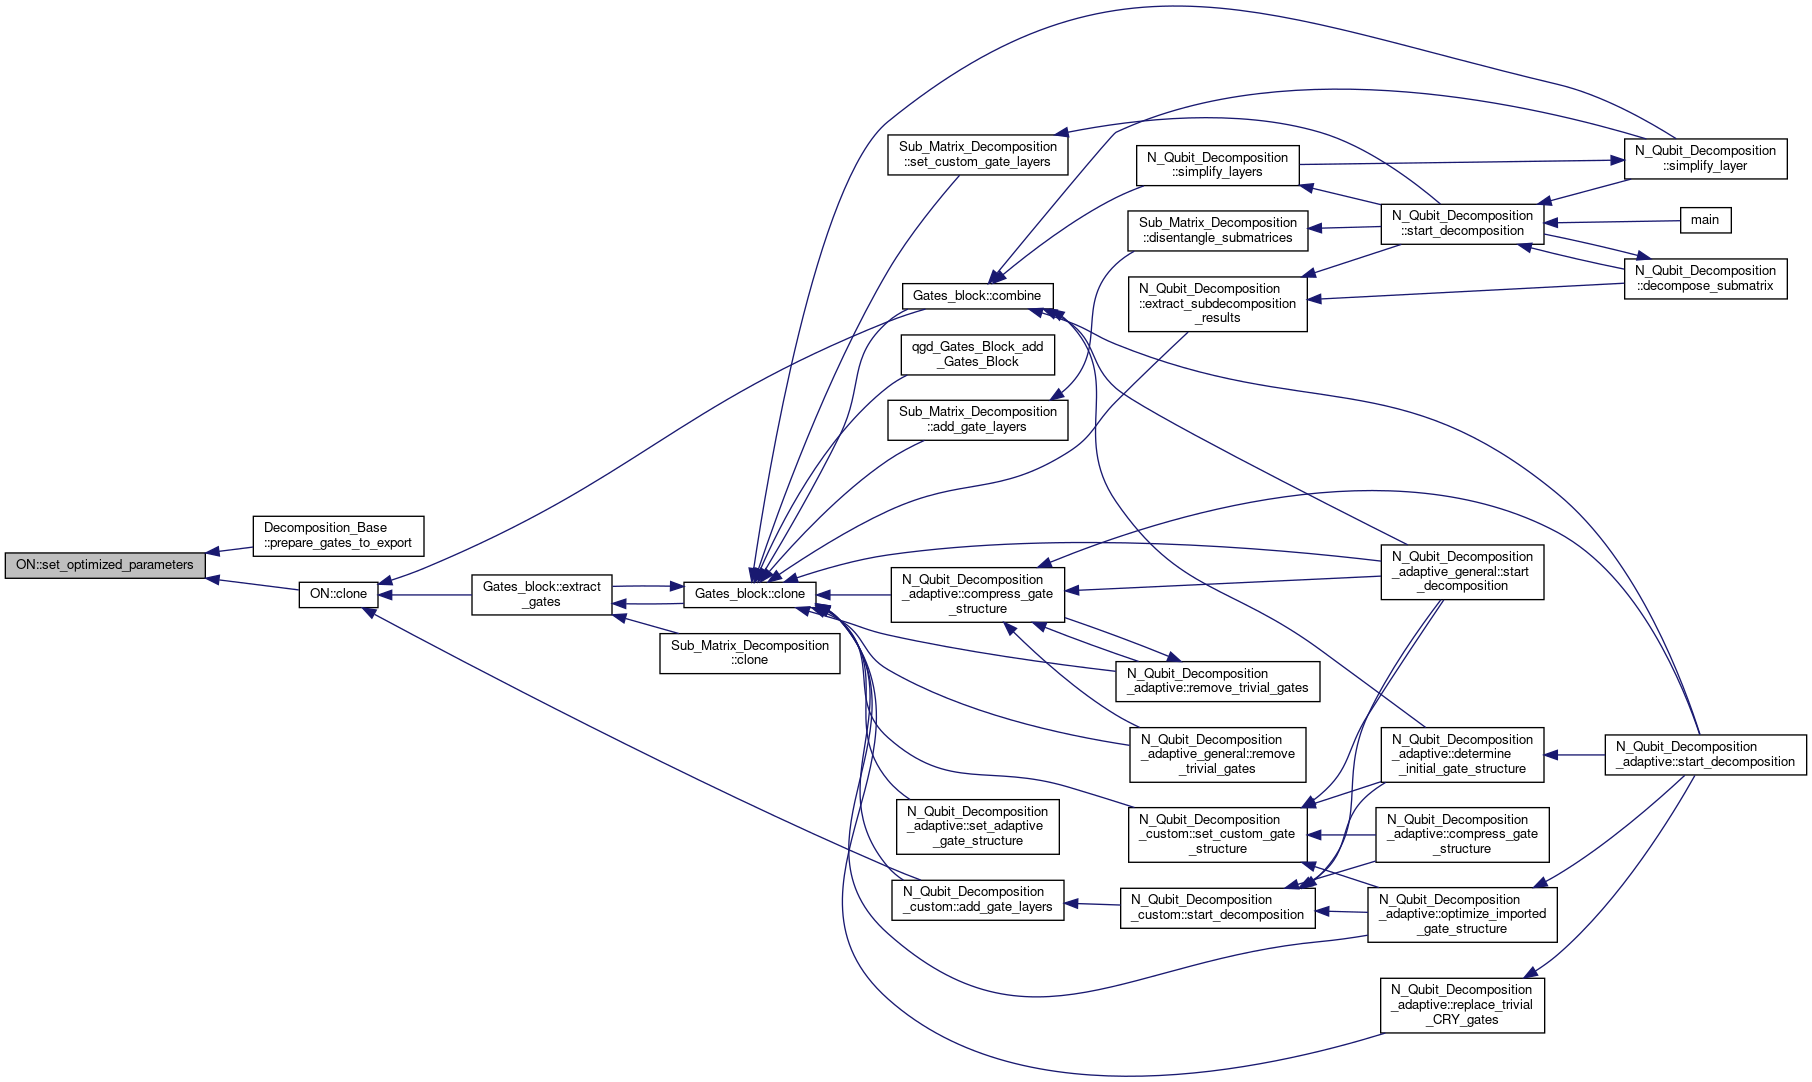 ON::set_optimized_parameters
Decomposition_Base
::prepare_gates_to_export
ON::clone
Gates_block::extract
_gates
Gates_block::clone
Sub_Matrix_Decomposition
::clone
Sub_Matrix_Decomposition
::set_custom_gate_layers
Gates_block::combine
qgd_Gates_Block_add
_Gates_Block
Sub_Matrix_Decomposition
::add_gate_layers
N_Qubit_Decomposition
_adaptive::compress_gate
_structure
N_Qubit_Decomposition
_adaptive::set_adaptive
_gate_structure
N_Qubit_Decomposition
_custom::add_gate_layers
N_Qubit_Decomposition
::simplify_layers
Sub_Matrix_Decomposition
::disentangle_submatrices
N_Qubit_Decomposition
::extract_subdecomposition
_results
N_Qubit_Decomposition
_adaptive::remove_trivial_gates
N_Qubit_Decomposition
_adaptive_general::remove
_trivial_gates
N_Qubit_Decomposition
_custom::set_custom_gate
_structure
N_Qubit_Decomposition
_custom::start_decomposition
N_Qubit_Decomposition
::start_decomposition
N_Qubit_Decomposition
_adaptive_general::start
_decomposition
N_Qubit_Decomposition
_adaptive::determine
_initial_gate_structure
N_Qubit_Decomposition
_adaptive::compress_gate
_structure
N_Qubit_Decomposition
_adaptive::optimize_imported
_gate_structure
N_Qubit_Decomposition
_adaptive::replace_trivial
_CRY_gates
N_Qubit_Decomposition
::simplify_layer
main
N_Qubit_Decomposition
::decompose_submatrix
N_Qubit_Decomposition
_adaptive::start_decomposition